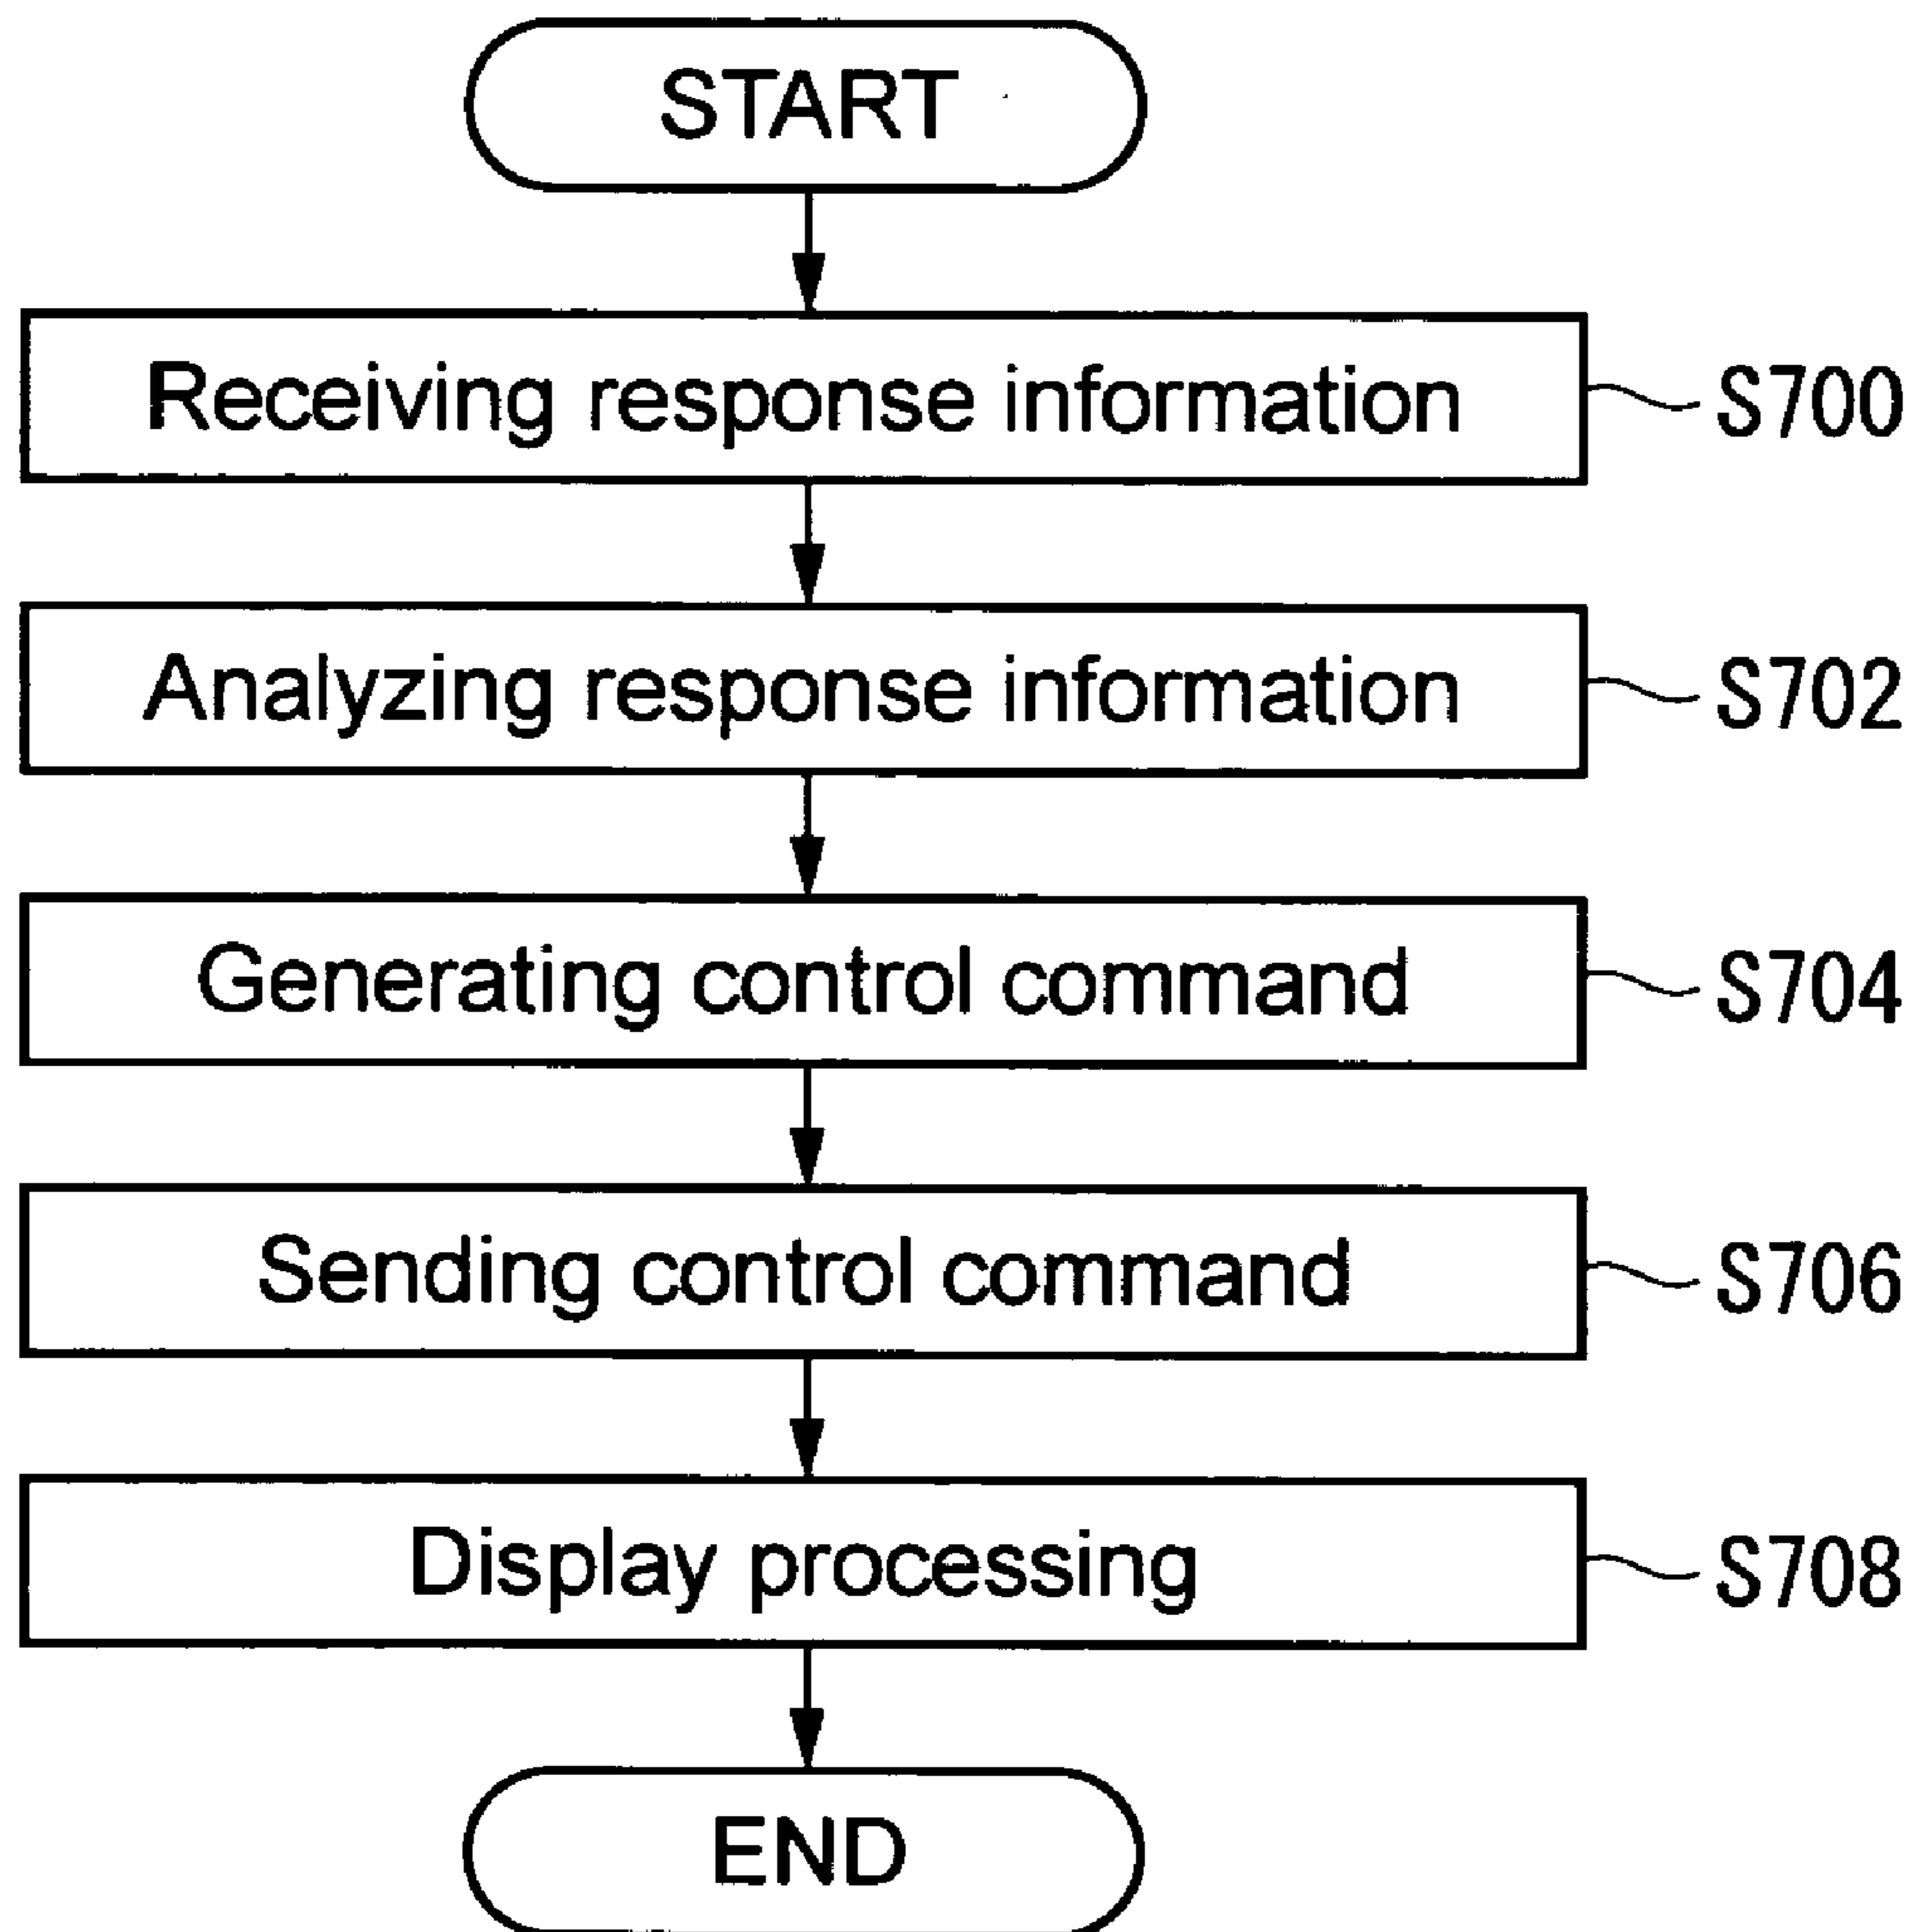 START
Receiving response information S700
Analyzing response information S702
Generating control command S704
Sending control command S706
Display processing S708
END